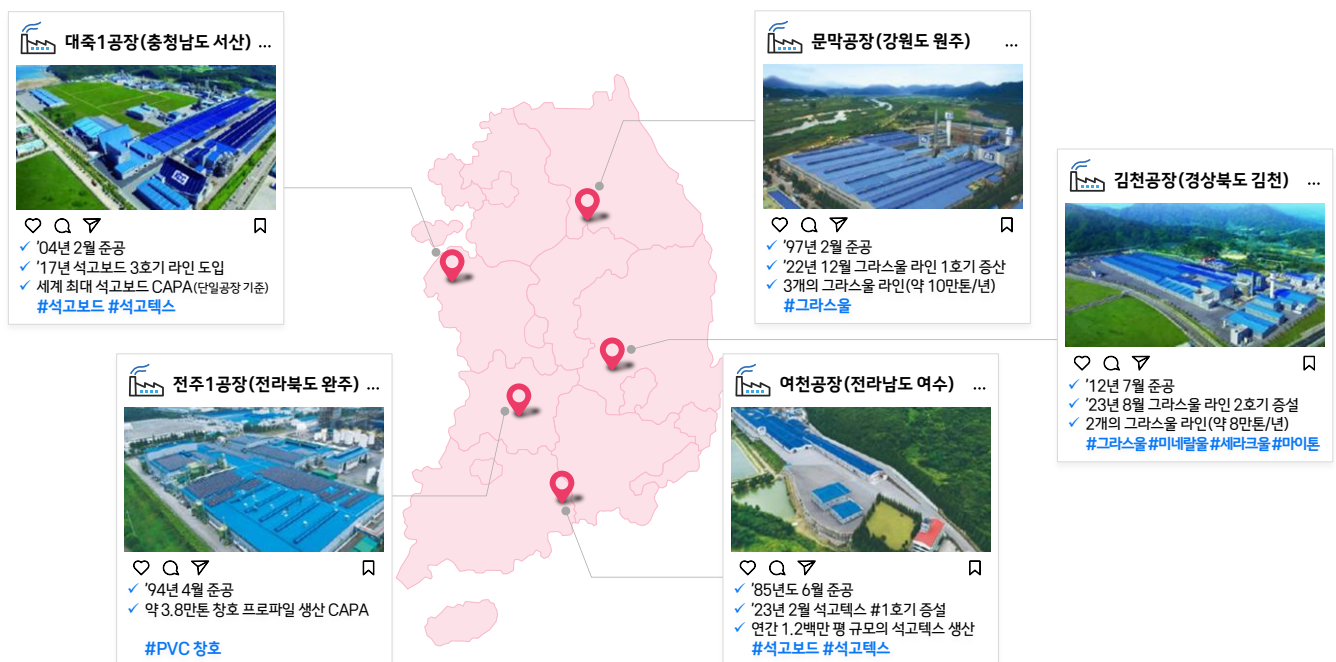 대죽1공장(충청남도 서산) ...
’04년 2월 준공
’17년 석고보드 3호기 라인 도입
세계 최대 석고보드 CAPA(단일공장 기준)
#석고보드 #석고텍스
문막공장(강원도 원주) ...
’97년 2월 준공
’22년 12월 그라스울 라인 1호기 증산
3개의 그라스울 라인(약 10만톤/년)
#그라스울
김천공장(경상북도 김천) ...
’12년 7월 준공
’23년 8월 그라스울 라인 2호기 증설
2개의 그라스울 라인(약 8만톤/년)
#그라스울#미네랄울#세라크울#마이톤
전주1공장(전라북도 완주) ...
’94년 4월 준공
약 3.8만톤 창호 프로파일 생산 CAPA
#PVC 창호
여천공장(전라남도 여수) ...
’85년도 6월 준공
’23년 2월 석고텍스 #1호기 증설
연간 1.2백만 평 규모의 석고텍스 생산
#석고보드 #석고텍스